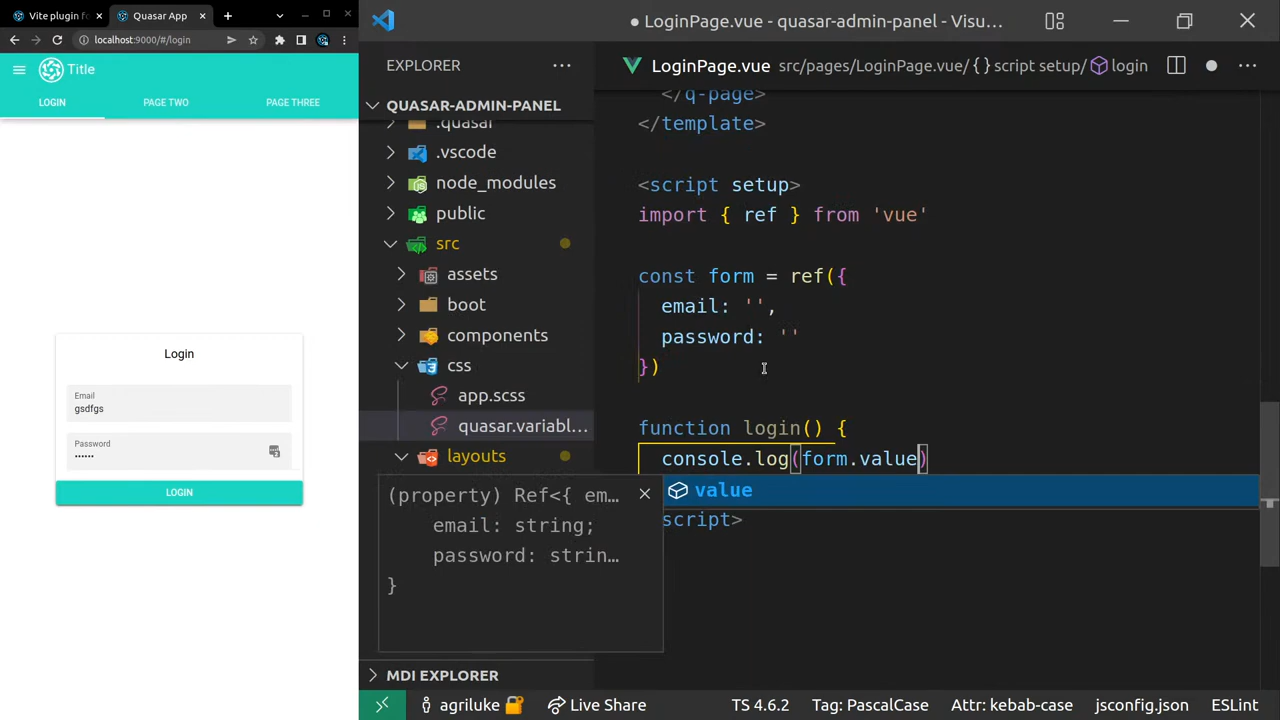 Vite plugin f
Quasar App
localhost:9000/#/login
Title
LOGIN
PAGE TWO
PAGE THREE
Login
Email
gsdfgs
Password
••••••
LOGIN
● LoginPage.vue - quasar-admin-panel - Visu…
EXPLORER
QUASAR-ADMIN-PANEL
.quasar
.vscode
node_modules
public
src
assets
boot
components
css
app.scss
quasar.variabl…
layouts
MDI EXPLORER
LoginPage.vue src/pages/LoginPage.vue/ {} script setup/ login
</q-page>
</template>
<script setup>
import { ref } from 'vue'
const form = ref({
email: '',
password: ''
})
function login() {
console.log(form.value)
value
script>
(property) Ref<{ em…
email: string;
password: strin…
}
agriluke
Live Share
TS 4.6.2
Tag: PascalCase
Attr: kebab-case
jsconfig.json
ESLint